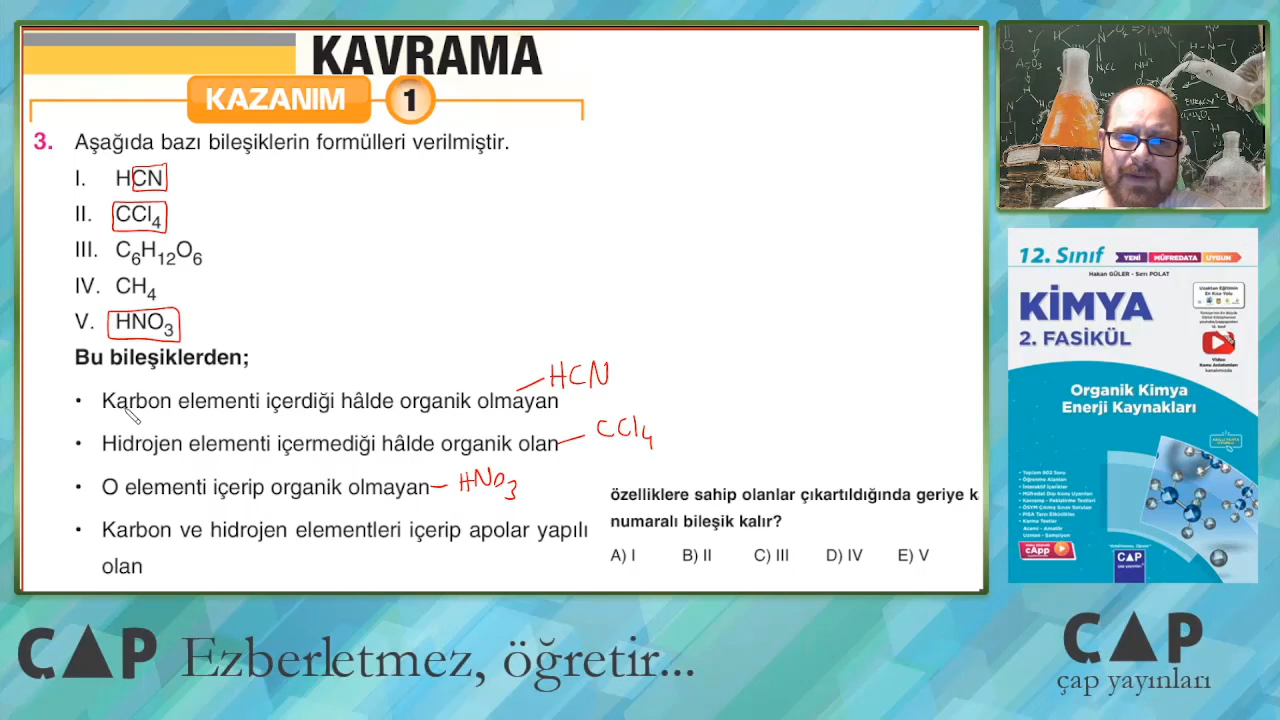 KAVRAMA
KAZANIM 1
3. Aşağıda bazı bileşiklerin formülleri verilmiştir.
I. HCN
II. CCl4
III. C6H12O6
IV. CH4
V. HNO3
Bu bileşiklerden;
• Karbon elementi içerdiği hâlde organik olmayan
HCN
• Hidrojen elementi içermediği hâlde organik olan
CCl4
• O elementi içerip organik olmayan
HNO3
• Karbon ve hidrojen elementleri içerip apolar yapılı
olan
özelliklere sahip olanlar çıkartıldığında geriye k
numaralı bileşik kalır?
A) I B) II C) III D) IV E) V
12. Sınıf YENİ MÜFREDATA UYGUN
Hakan GÜLER - Sırrı POLAT
KİMYA
2. FASİKÜL
Organik Kimya
Enerji Kaynakları
ÇAP
ÇAP Ezberletmez, öğretir...
ÇAP
çap yayınları